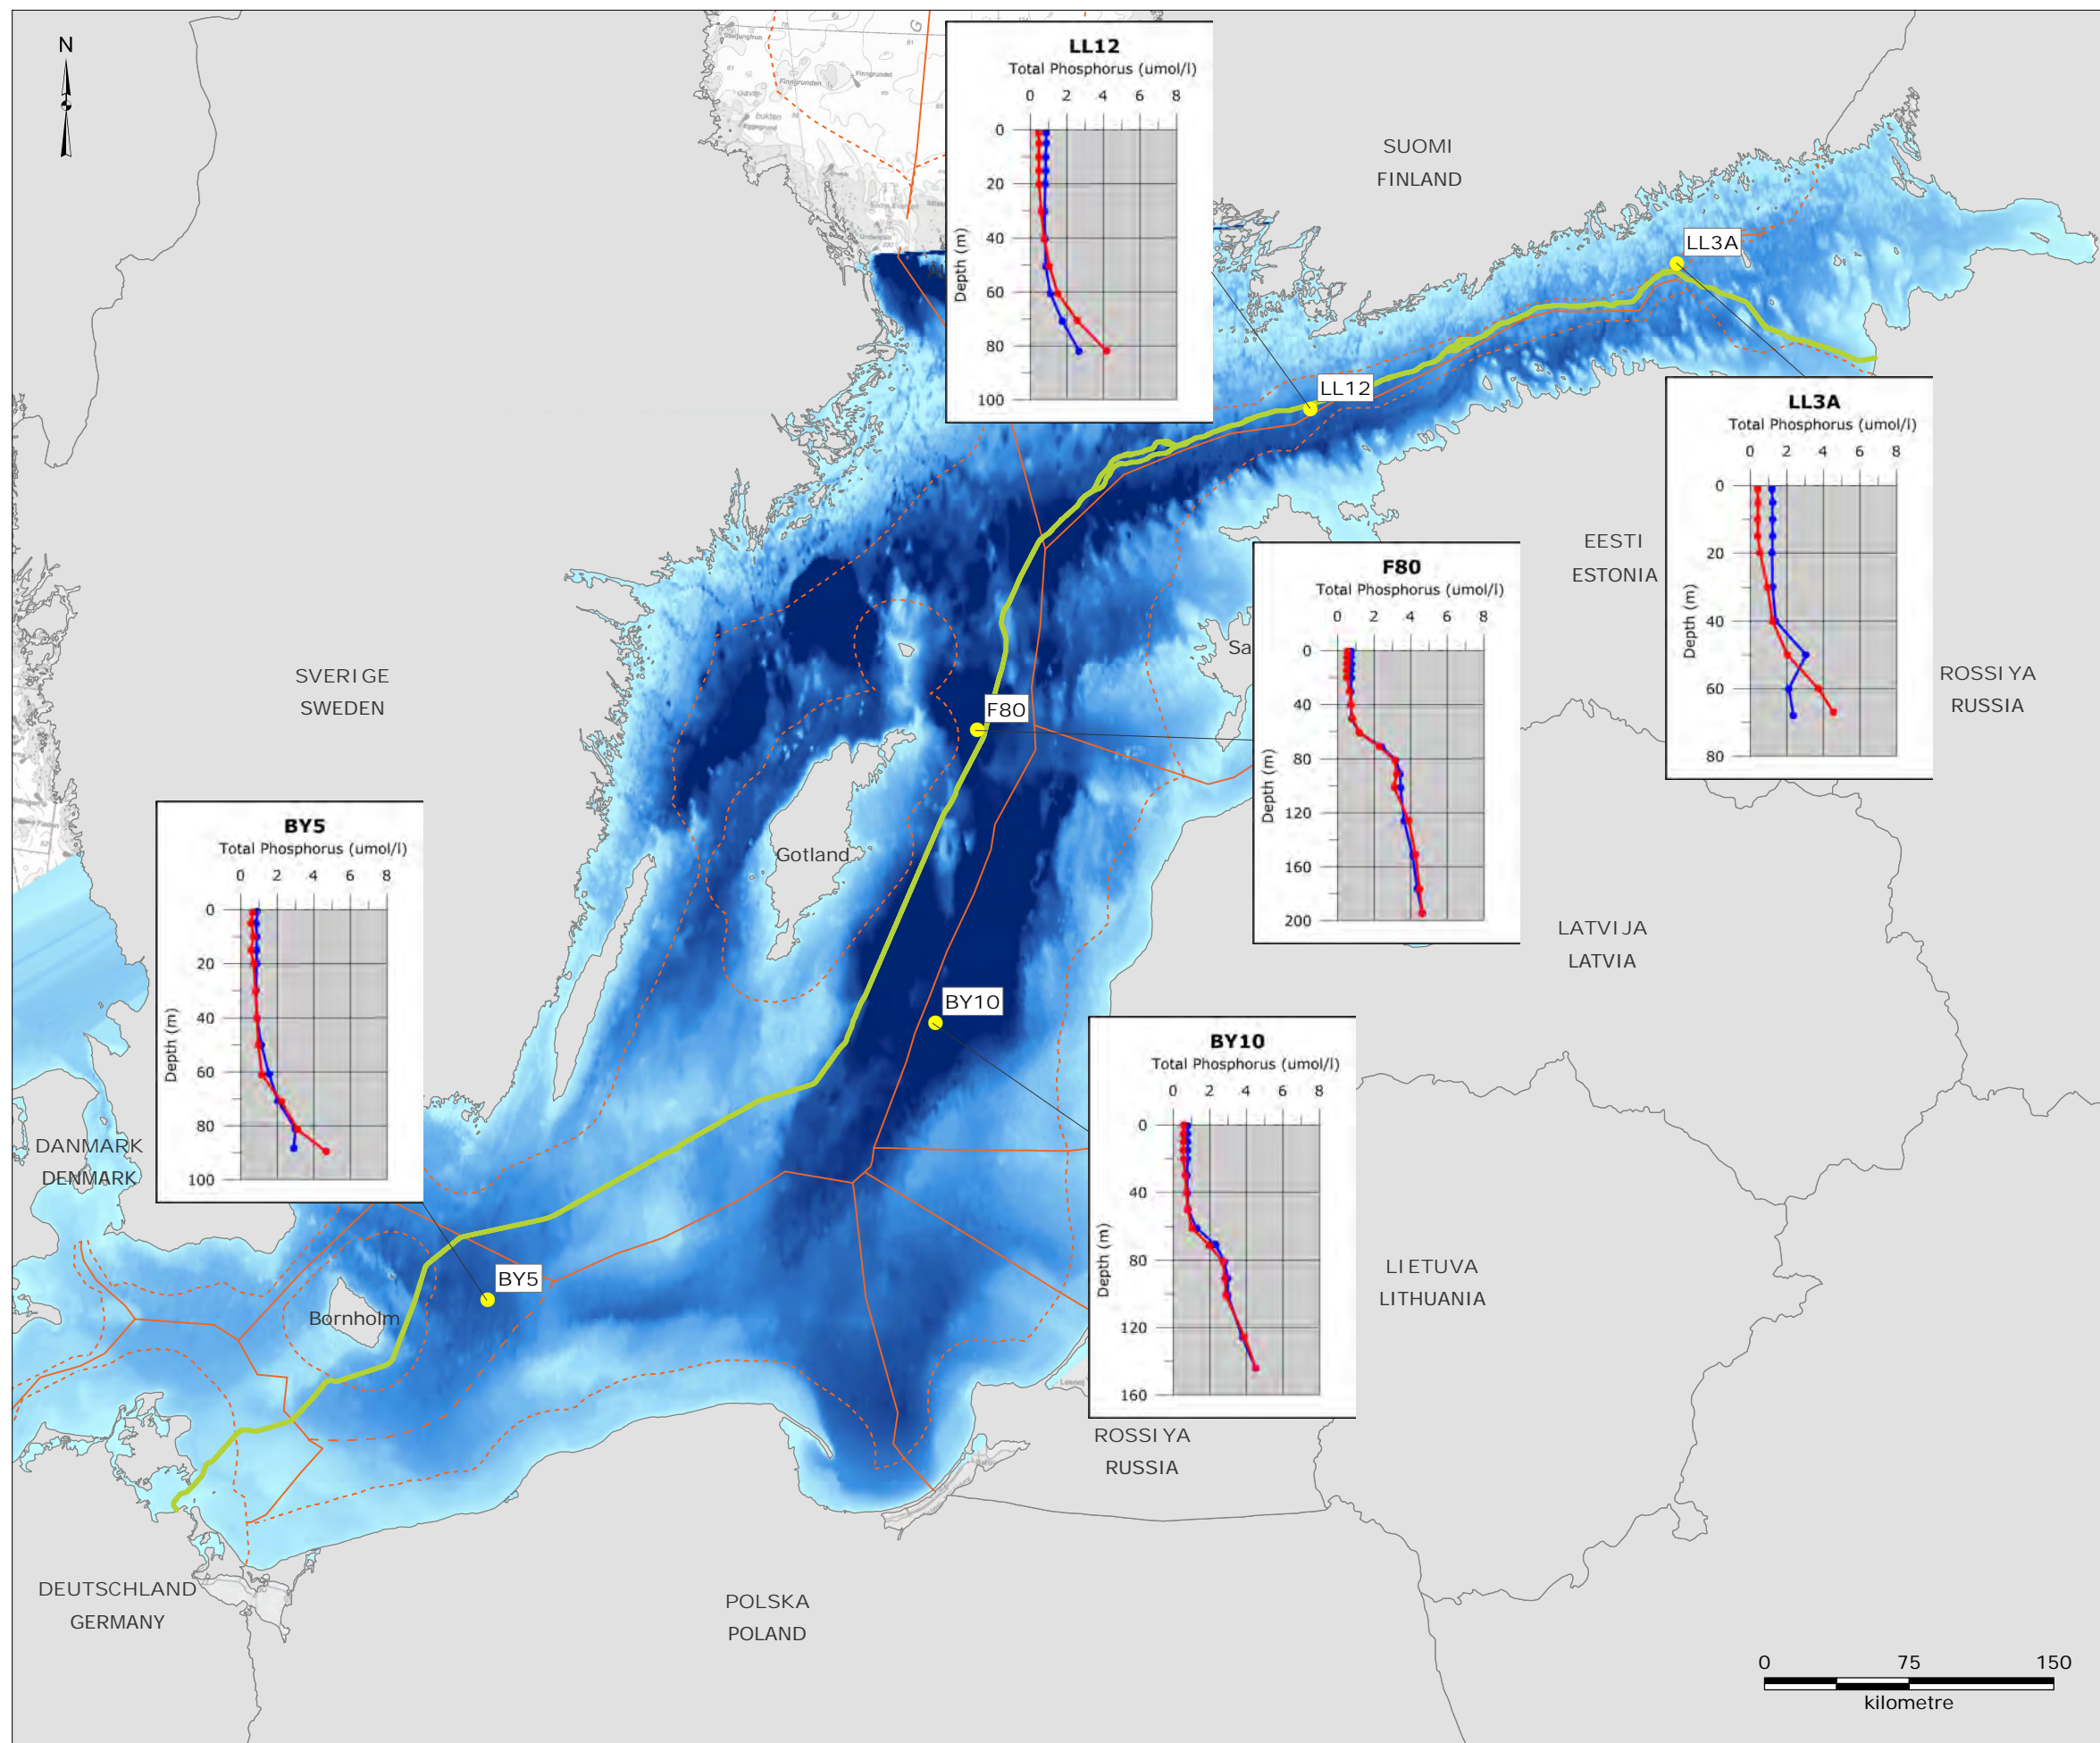 N
LL12
Total Phosphorus (umol/l)
0 2 4 6 8
0
20
40
60
80
100
Depth (m)
SUOMI
FINLAND
LL3A
LL12
LL3A
Total Phosphorus (umol/l)
0 2 4 6 8
0
20
40
60
80
Depth (m)
EESTI
ESTONIA
F80
Total Phosphorus (umol/l)
0 2 4 6 8
0
40
80
120
160
200
Depth (m)
Sa
ROSSIYA
RUSSIA
SVERIGE
SWEDEN
F80
BY5
Total Phosphorus (umol/l)
0 2 4 6 8
0
20
40
60
80
100
Depth (m)
Gotland
LATVIJA
LATVIA
BY10
BY10
Total Phosphorus (umol/l)
0 2 4 6 8
0
40
80
120
160
Depth (m)
DANMARK
DENMARK
BY5
Bornholm
LIETUVA
LITHUANIA
ROSSIYA
RUSSIA
DEUTSCHLAND
GERMANY
POLSKA
POLAND
0 75 150
kilometre